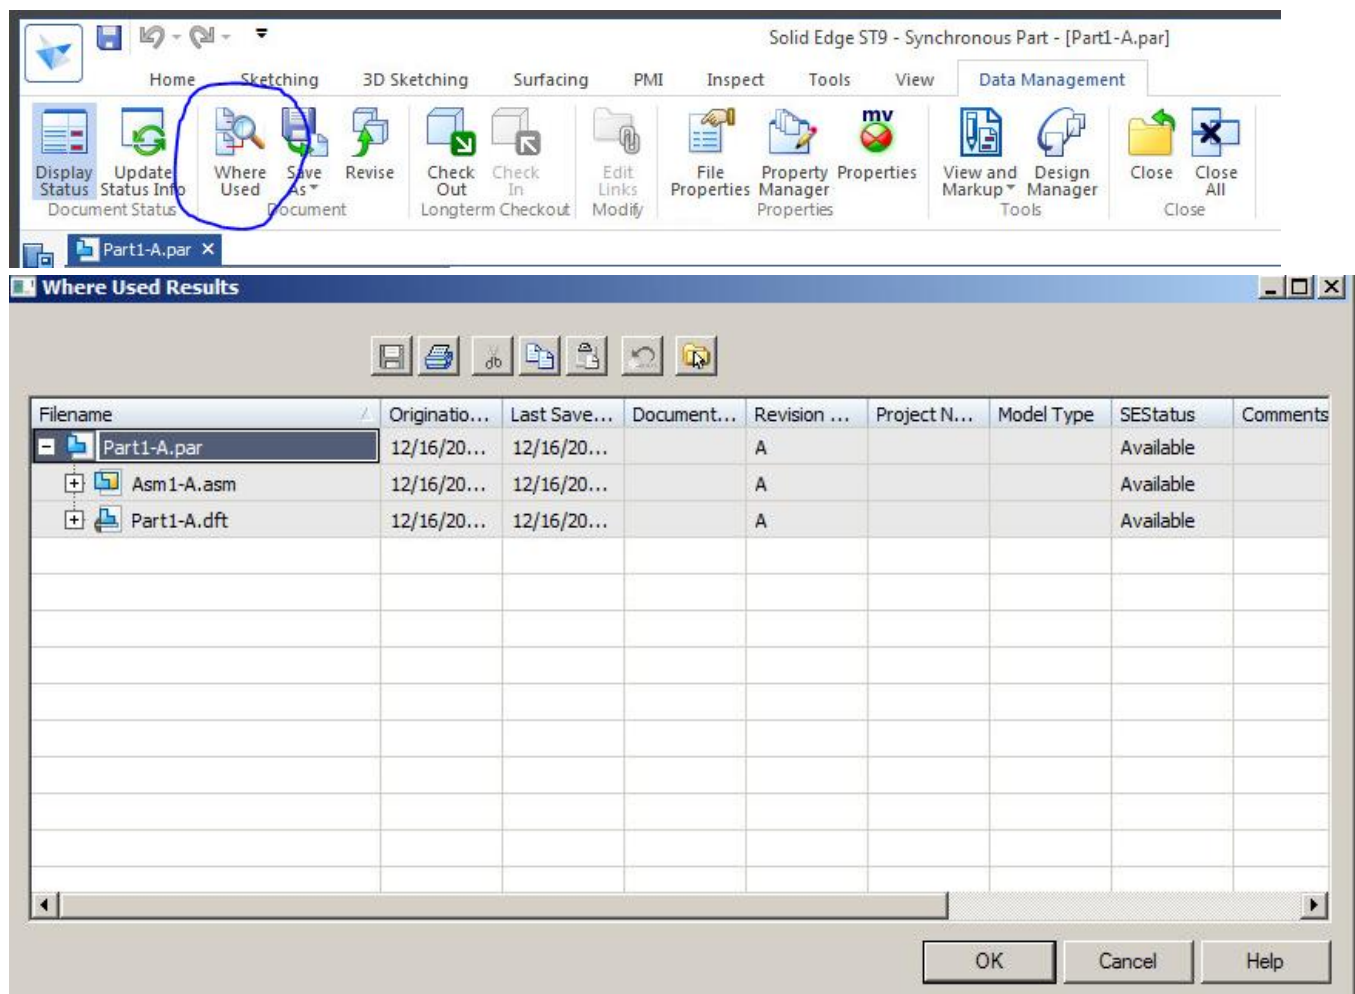 Solid Edge ST9 - Synchronous Part - [Part1-A.par]
Home Sketching 3D Sketching Surfacing PMI Inspect Tools View Data Management
mv
Display Update Where Save Revise Check Check Edit File Property Properties View and Design Close Close
Status Status Info Used As Out In Links Properties Manager Markup Manager All
Document Status Document Longterm Checkout Modify Properties Tools Close
Part1-A.par
Where Used Results
Filename Originatio... Last Save... Document... Revision ... Project N... Model Type SEStatus Comments
Part1-A.par 12/16/20... 12/16/20... A Available
Asm1-A.asm 12/16/20... 12/16/20... A Available
Part1-A.dft 12/16/20... 12/16/20... A Available
OK Cancel Help